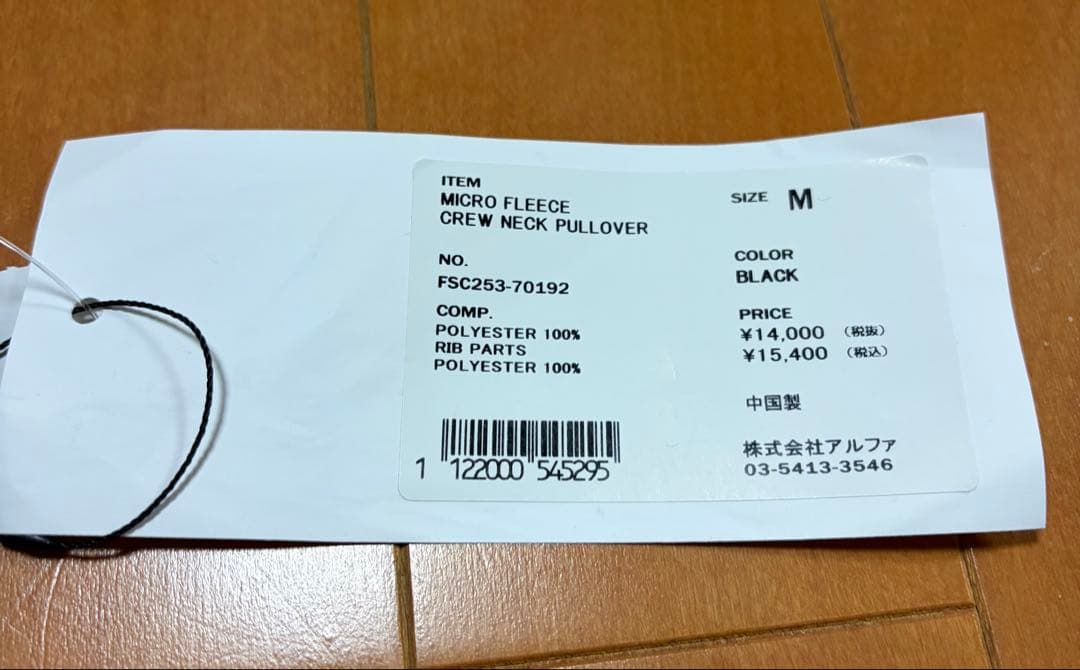 ITEM
MICRO FLEECE
CREW NECK PULLOVER
SIZE M
NO.
FSC253-70192
COLOR
BLACK
COMP.
POLYESTER 100%
RIB PARTS
POLYESTER 100%
PRICE
¥14,000 (税抜)
¥15,400 (税込)
中国製
株式会社アルファ
03-5413-3546
1 122000 545295